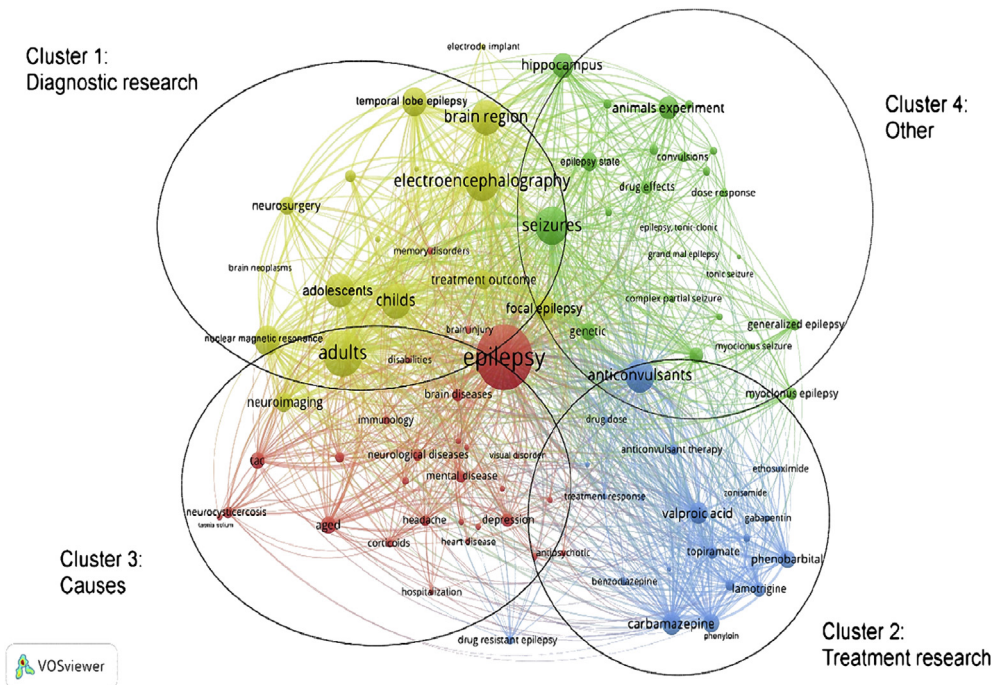 electrode implant
Cluster 1:
Diagnostic research
hippocampus
temporal lobe epilepsy
brain region
animals experiment
Cluster 4:
Other
epilepsy state
convulsions
electroencephalography
drug effects
dose response
neurosurgery
seizures
epilepsy, tonic-clonic
memory disorders
grand mal epilepsy
brain neoplasms
treatment outcome
tonic seizure
adolescents
childs
complex partial seizure
focal epilepsy
generalized epilepsy
brain injury
genetic
nuclear magnetic resonance
adults
disabilities
epilepsy
myoclonus seizure
anticonvulsants
brain diseases
myoclonus epilepsy
neuroimaging
immunology
drug dose
neurological diseases
visual disorder
anticonvulsant therapy
tac
mental disease
ethosuximide
treatment response
zonisamide
neurocysticercosis
valproic acid
gabapentin
taenia solum
aged
headache
depression
corticoids
heart disease
antipsychotic
topiramate
phenobarbital
Cluster 3:
Causes
benzodiazepine
lamotrigine
hospitalization
carbamazepine
phenyloin
drug resistant epilepsy
Cluster 2:
Treatment research
VOSviewer